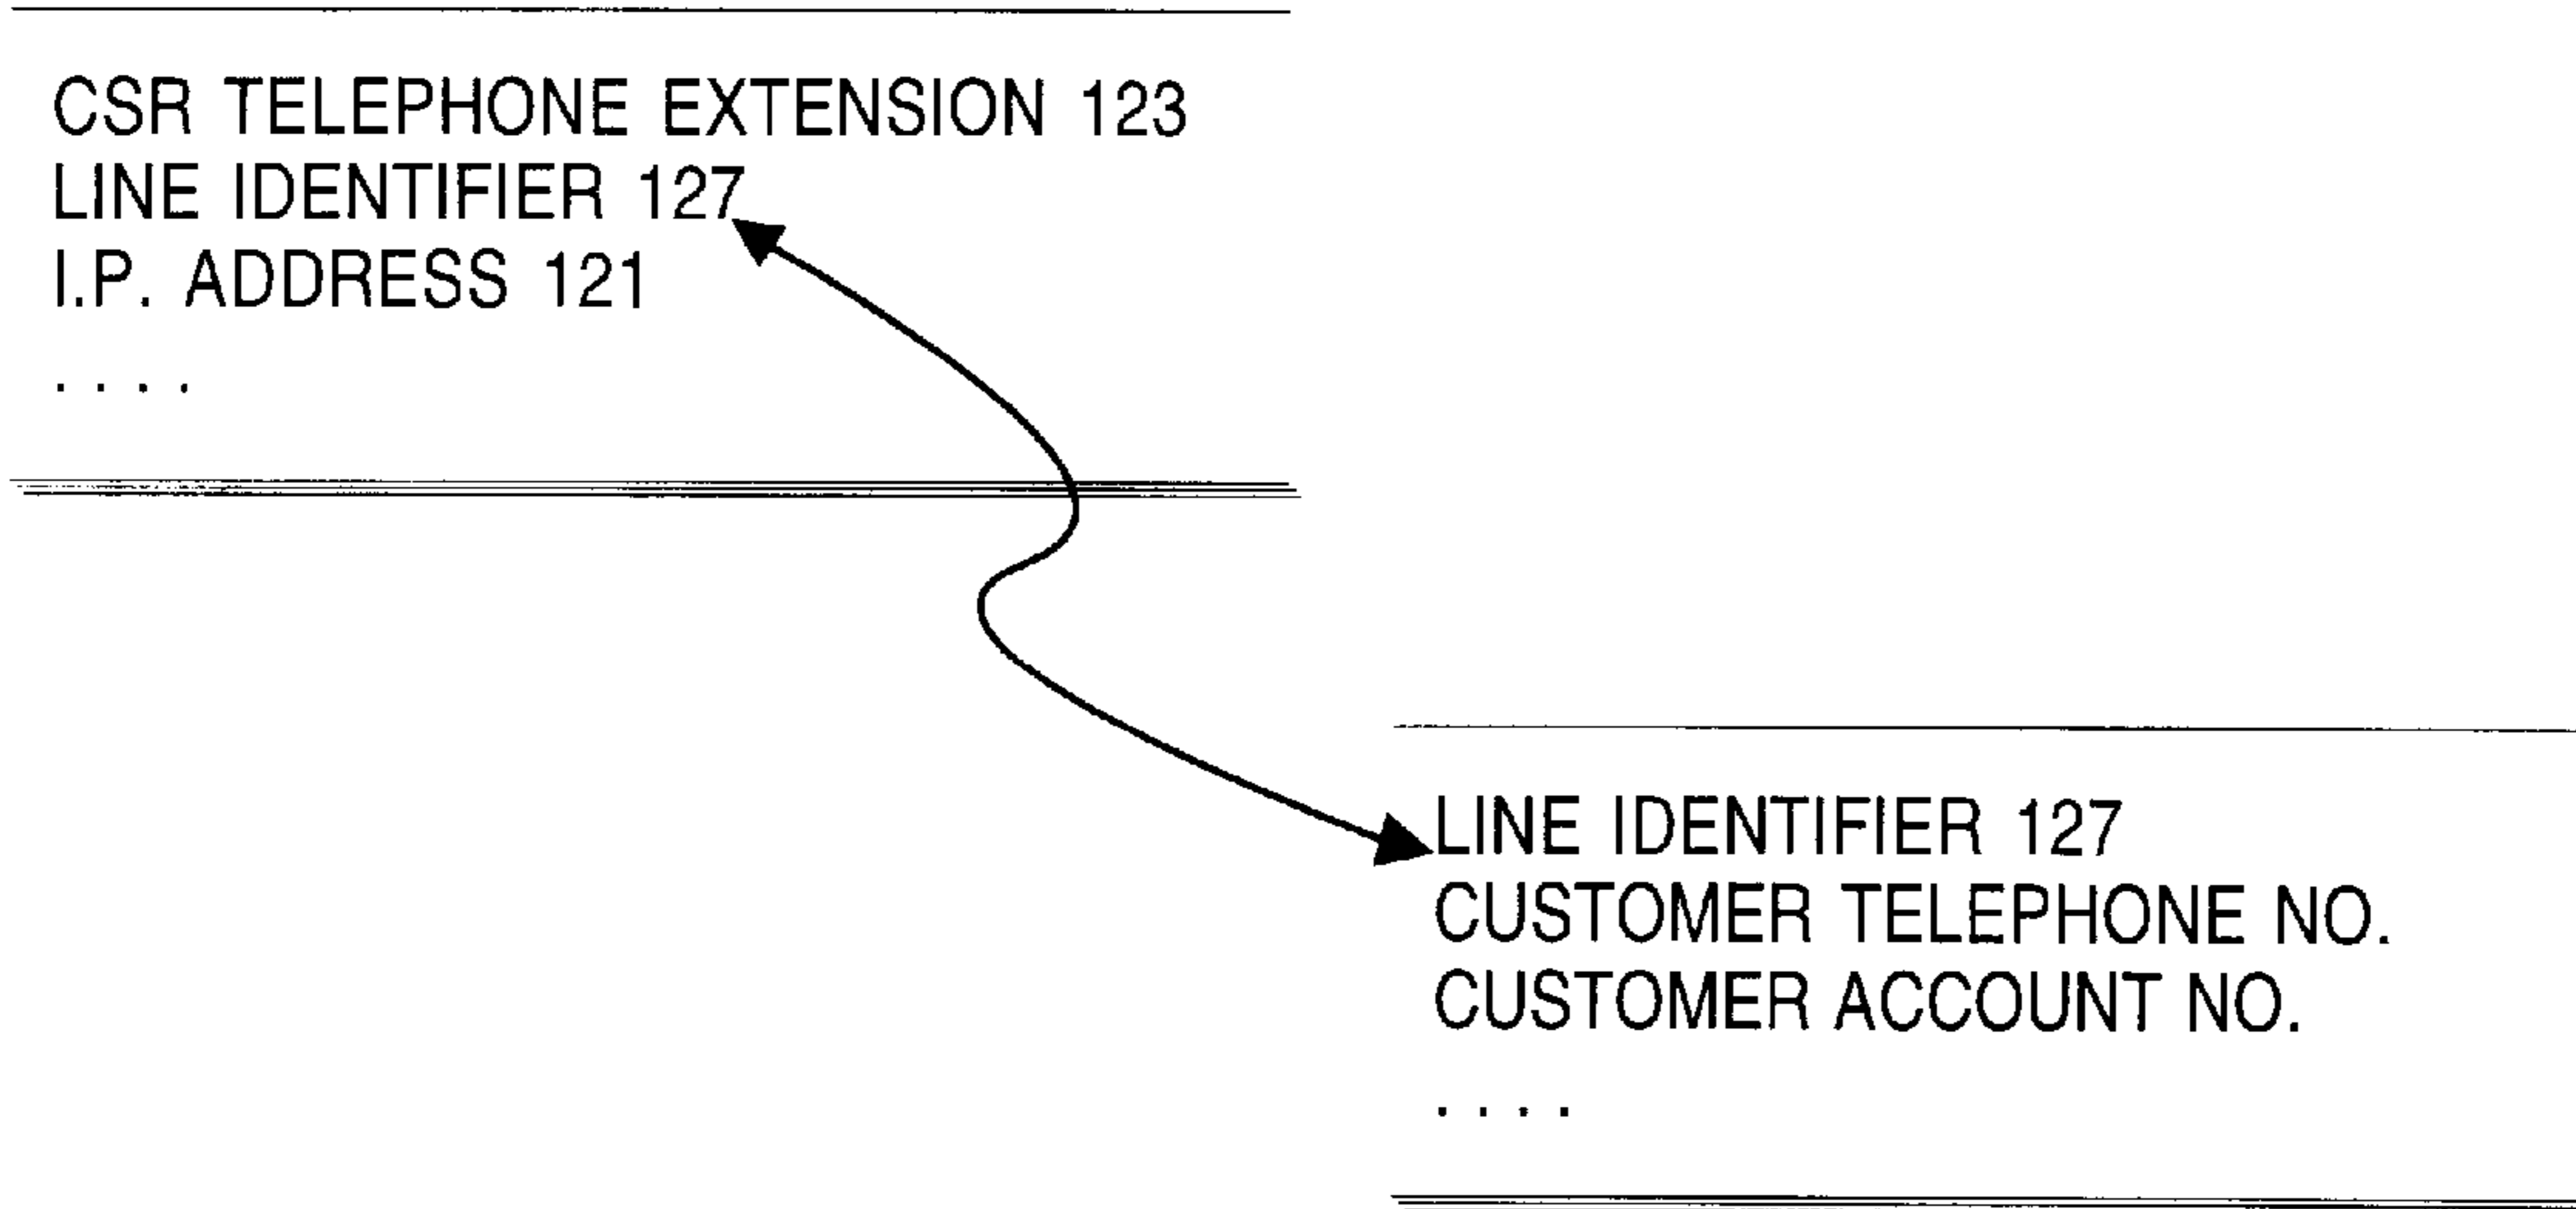 CSR TELEPHONE EXTENSION 123
LINE IDENTIFIER 127
I.P. ADDRESS 121
. . . .
LINE IDENTIFIER 127
CUSTOMER TELEPHONE NO.
CUSTOMER ACCOUNT NO.
. . . .